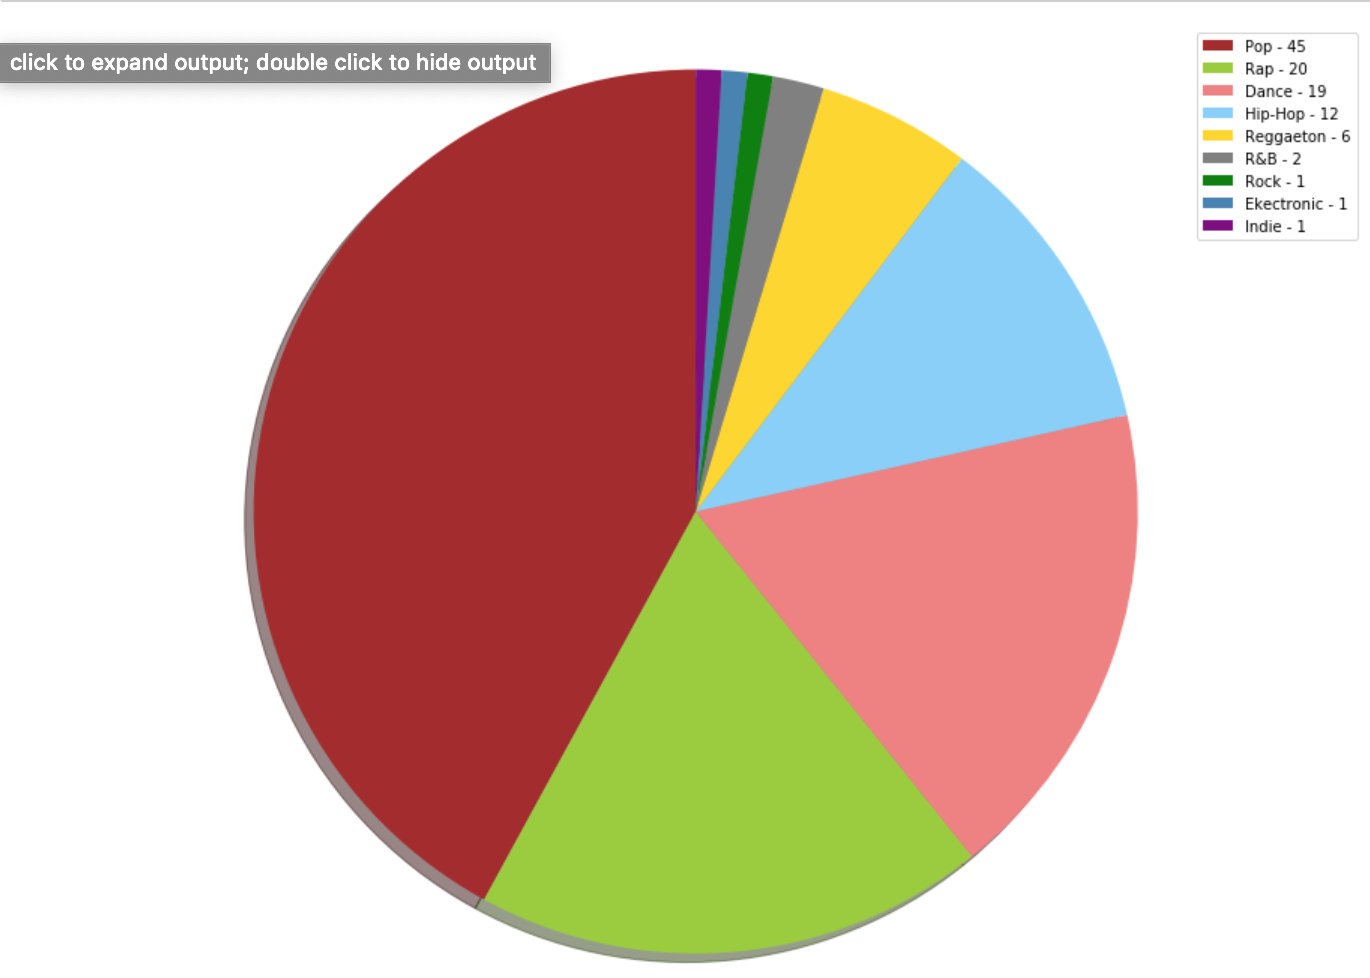 click to expand output; double click to hide output
Pop - 45
Rap - 20
Dance - 19
Hip-Hop - 12
Reggaeton - 6
R&B - 2
Rock - 1
Ekectronic - 1
Indie - 1